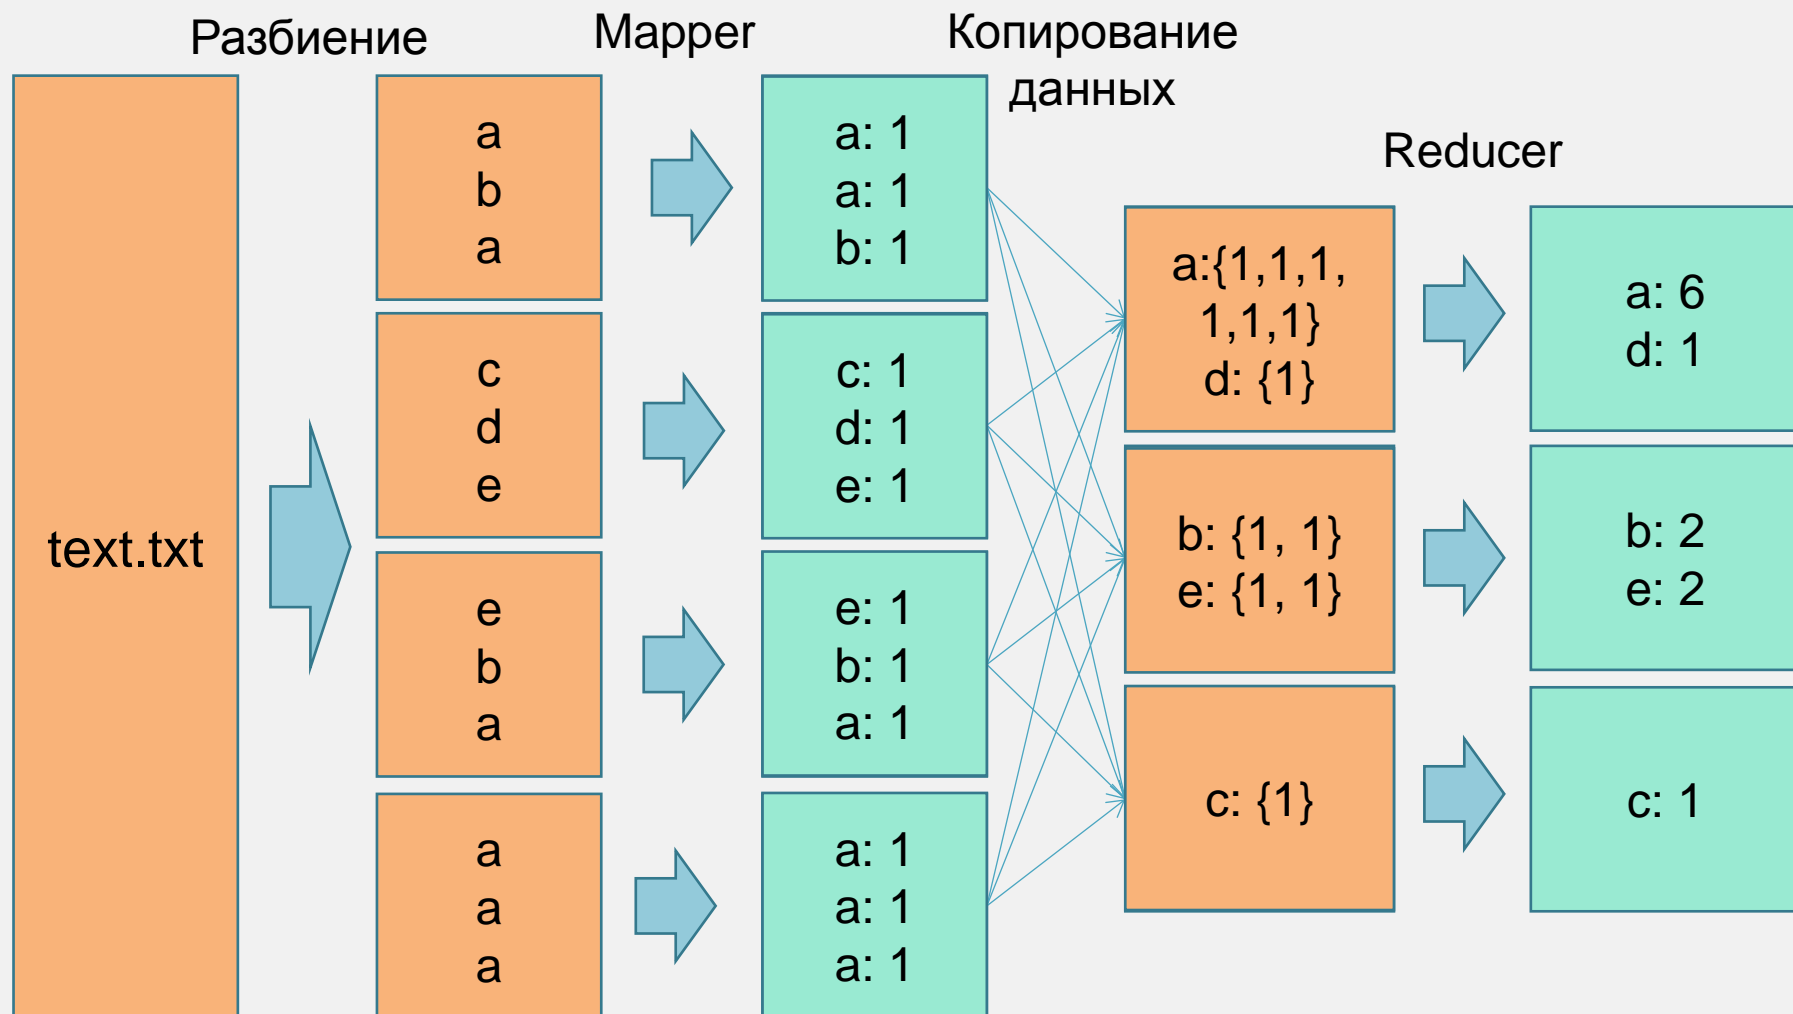 Разбиение
Mapper
Копирование
данных
Reducer
text.txt
a
b
a
c
d
e
e
b
a
a
a
a
a: 1
a: 1
b: 1
c: 1
d: 1
e: 1
e: 1
b: 1
a: 1
a: 1
a: 1
a: 1
a:{1,1,1,
1,1,1}
d: {1}
b: {1, 1}
e: {1, 1}
c: {1}
a: 6
d: 1
b: 2
e: 2
c: 1